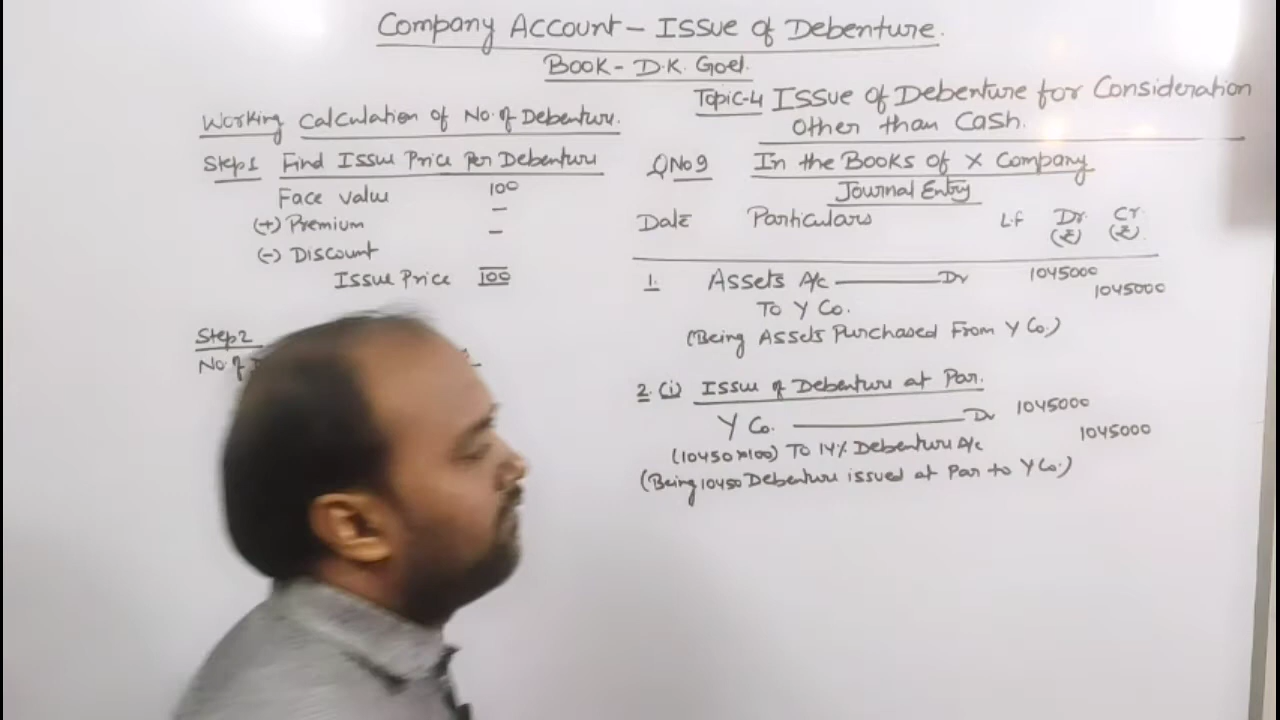 Company Account - Issue of Debenture.
Book - D.K. Goel.
Topic-4 Issue of Debenture for Consideration
Other than Cash.
Working Calculation of No. of Debenture.
Step1 Find Issue Price Per Debenture
Face value 100
(+) Premium -
(-) Discount -
Issue Price 100
Step2
No. of
QNo9 In the Books of X Company
Journal Entry
Date Particulars L.f Dr. (₹) Cr. (₹)
1. Assets A/c ——— Dr 1045000
To Y Co. 1045000
(Being Assets Purchased From Y Co.)
2. (i) Issue of Debenture at Par.
Y Co. ——— Dr 1045000
(10450×100) To 14% Debenture A/c 1045000
(Being 10450 Debenture issued at Par to Y Co.)